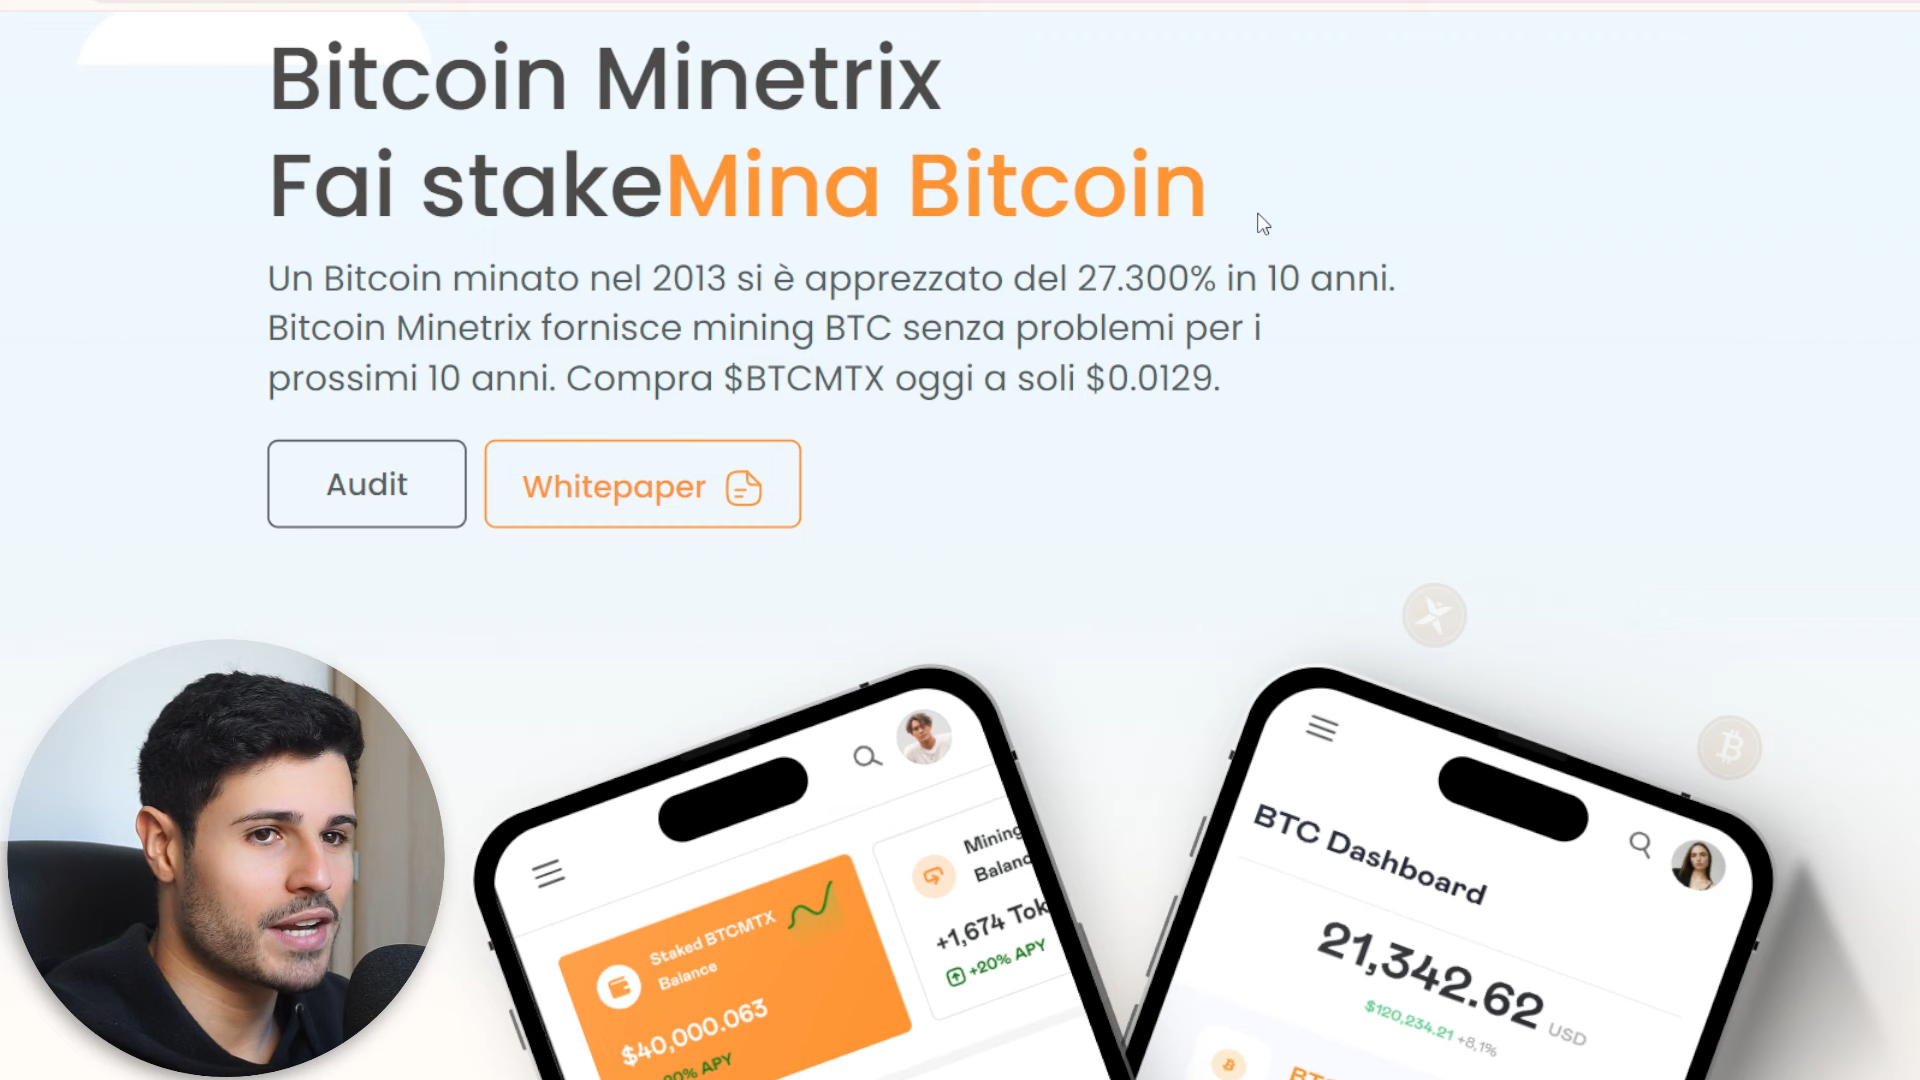 Bitcoin Minetrix
Fai stakeMina Bitcoin
Un Bitcoin minato nel 2013 si è apprezzato del 27.300% in 10 anni.
Bitcoin Minetrix fornisce mining BTC senza problemi per i
prossimi 10 anni. Compra $BTCMTX oggi a soli $0.0129.
Audit
Whitepaper
Staked BTCMTX
Balance
$40,000.063
Mining
+1,674
+20% APY
BTC Dashboard
21,342.62 USD
$120,234.21 +8,1%